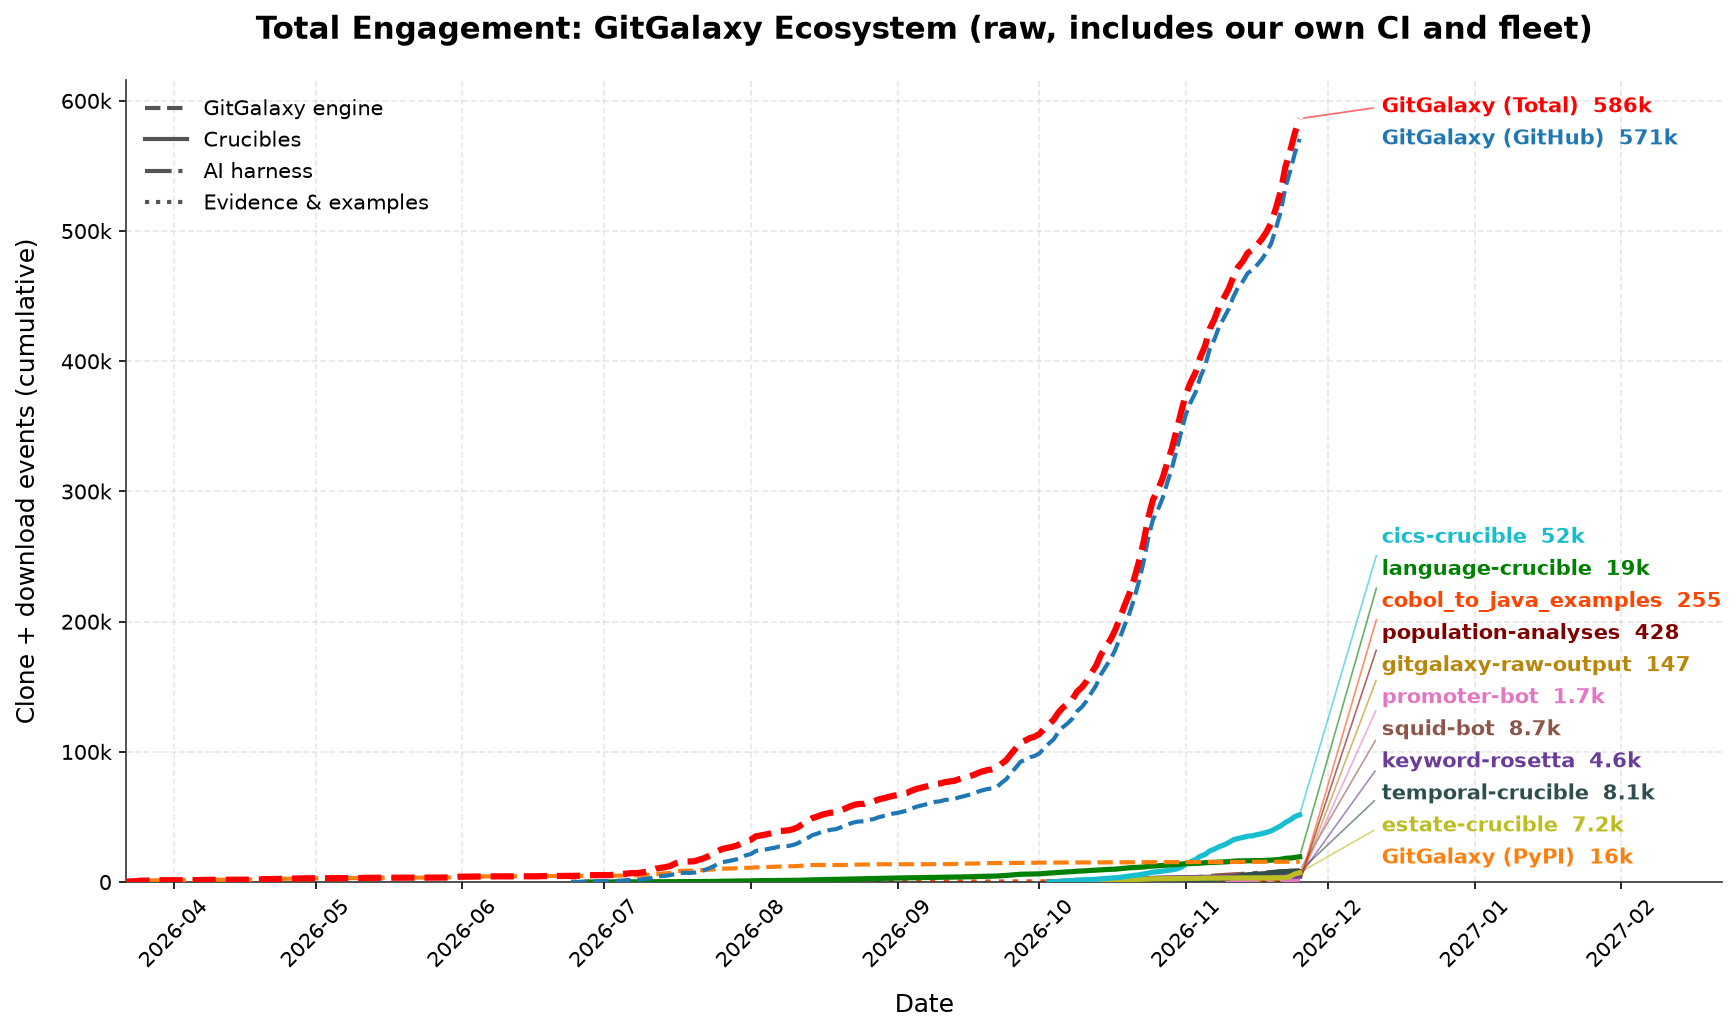 Total Engagement: GitGalaxy Ecosystem (raw, includes our own CI and fleet)
GitGalaxy engine
Crucibles
AI harness
Evidence & examples
Clone + download events (cumulative)
600k
500k
400k
300k
200k
100k
0
GitGalaxy (Total)  586k
GitGalaxy (GitHub)  571k
cics-crucible  52k
language-crucible  19k
cobol_to_java_examples  255
population-analyses  428
gitgalaxy-raw-output  147
promoter-bot  1.7k
squid-bot  8.7k
keyword-rosetta  4.6k
temporal-crucible  8.1k
estate-crucible  7.2k
GitGalaxy (PyPI)  16k
2026-04
2026-05
2026-06
2026-07
2026-08
2026-09
2026-10
2026-11
2026-12
2027-01
2027-02
Date